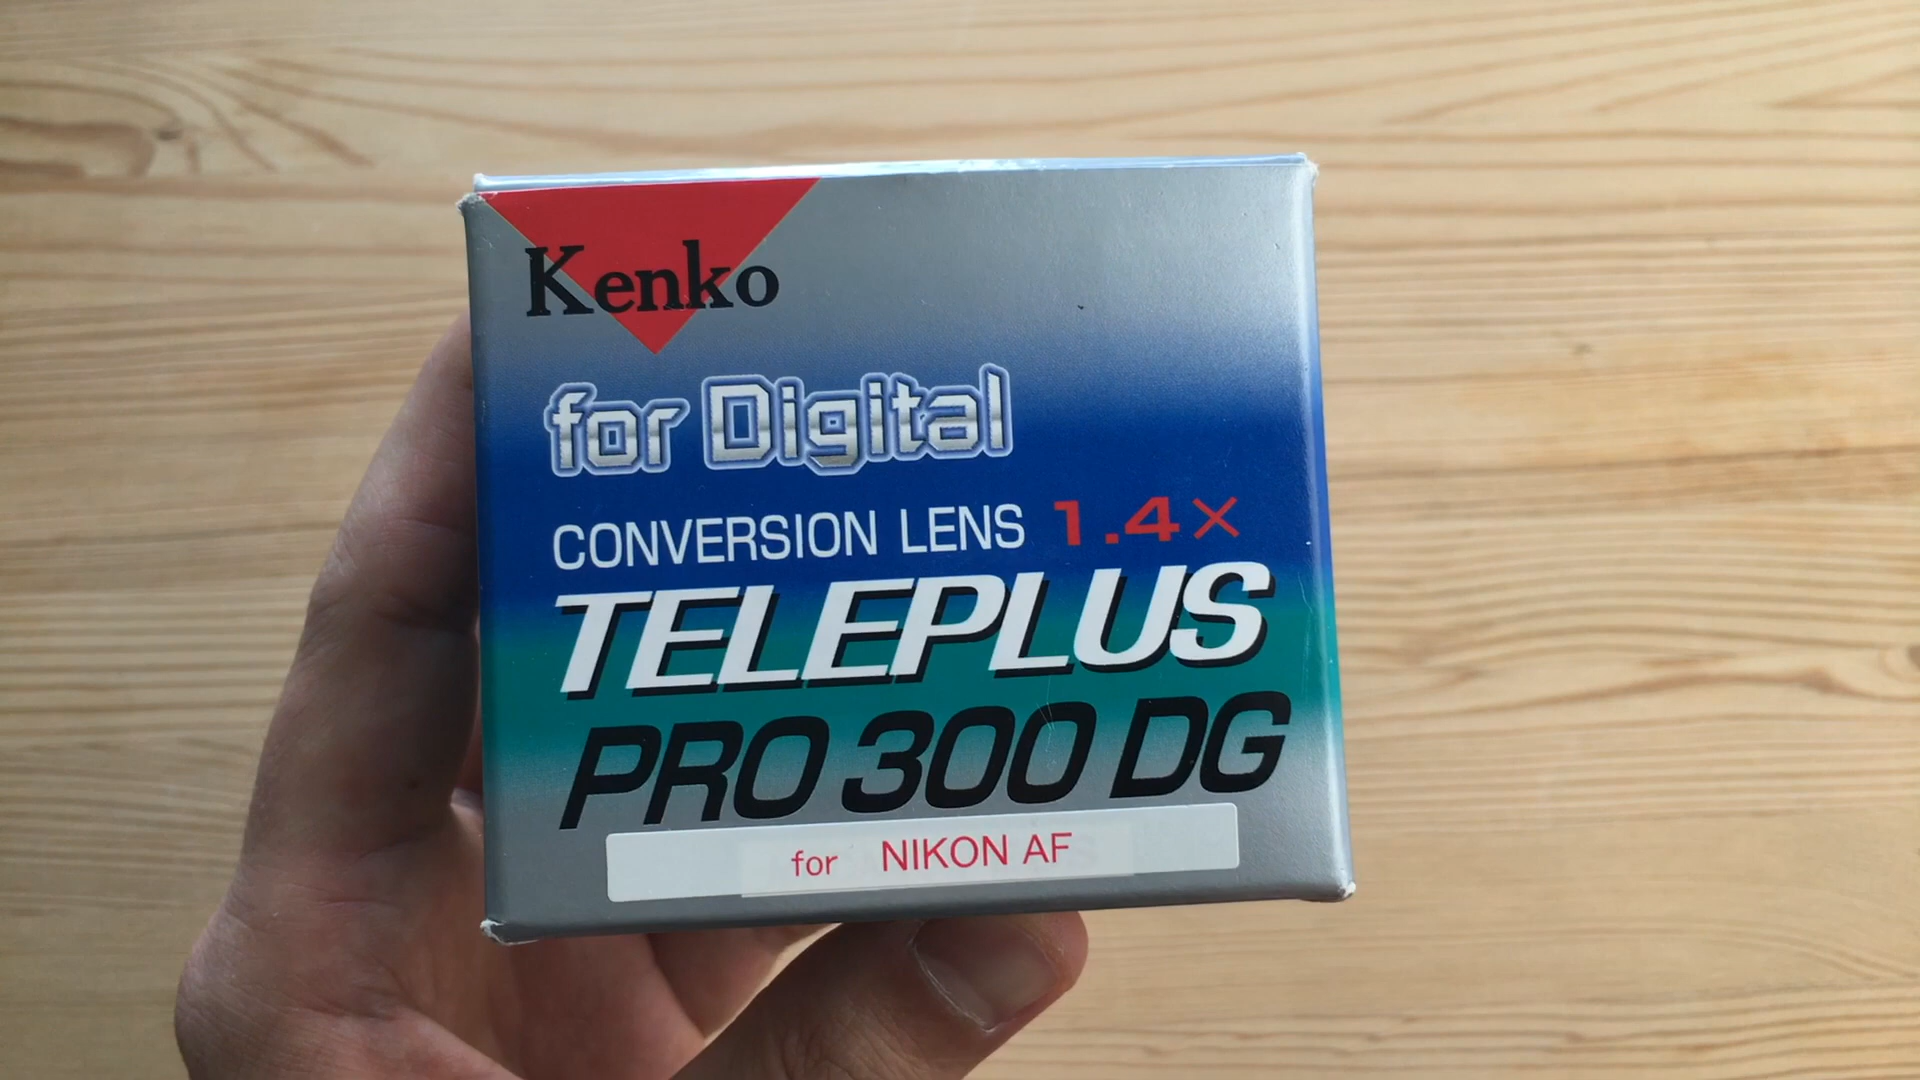 Kenko
for Digital
CONVERSION LENS 1.4×
TELEPLUS
PRO 300 DG
for NIKON AF